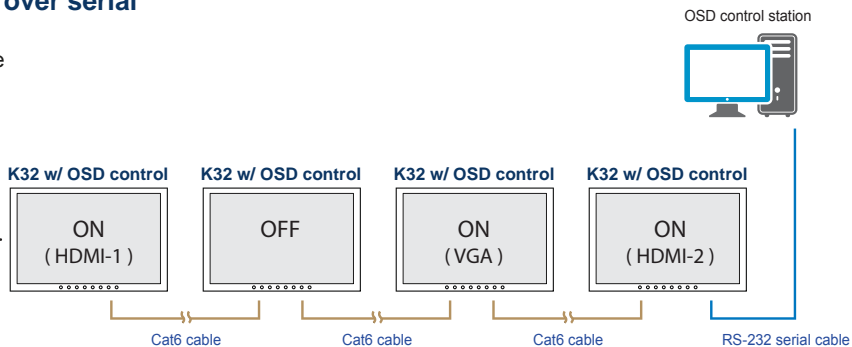 over serial
OSD control station
e
K32 w/ OSD control
K32 w/ OSD control
K32 w/ OSD control
K32 w/ OSD control
.
ON
( HDMI-1 )
OFF
ON
( VGA )
ON
( HDMI-2 )
Cat6 cable
Cat6 cable
Cat6 cable
RS-232 serial cable